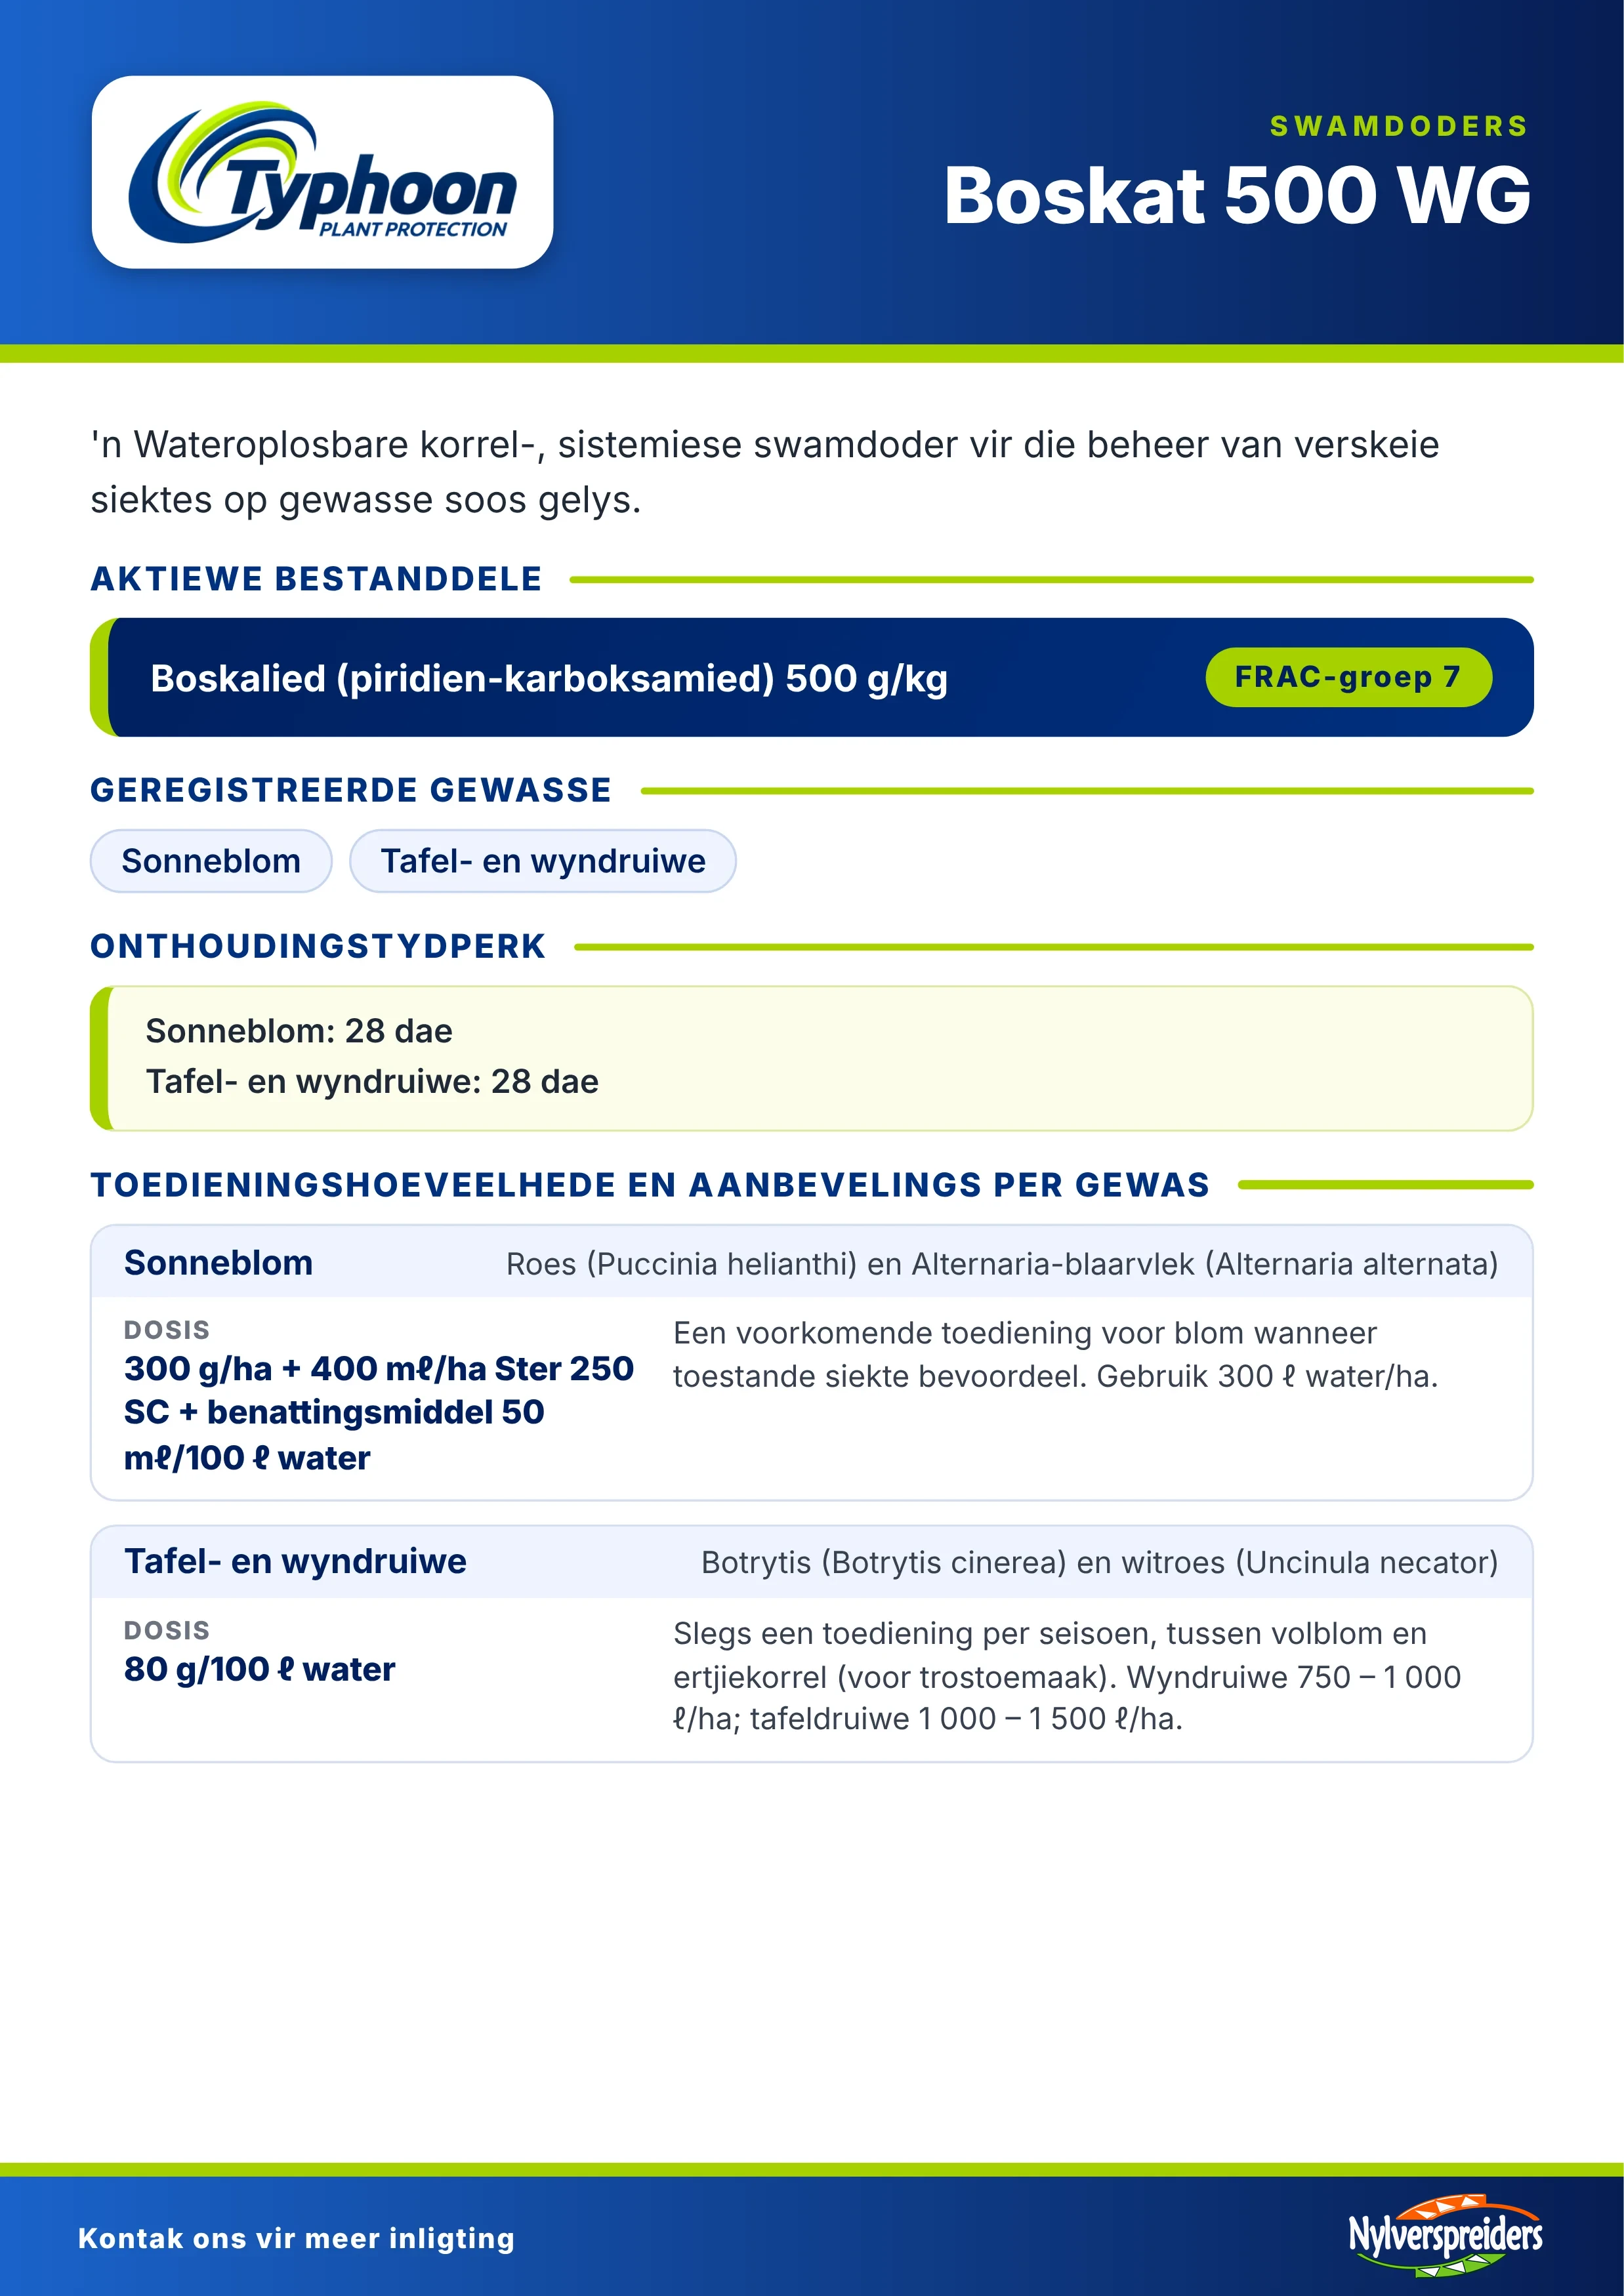 Typhoon
PLANT PROTECTION
SWAMDODERS
Boskat 500 WG
'n Wateroplosbare korrel-, sistemiese swamdoder vir die beheer van verskeie
siektes op gewasse soos gelys.
AKTIEWE BESTANDDELE
Boskalied (piridien-karboksamied) 500 g/kg
FRAC-groep 7
GEREGISTREERDE GEWASSE
Sonneblom
Tafel- en wyndruiwe
ONTHOUDINGSTYDPERK
Sonneblom: 28 dae
Tafel- en wyndruiwe: 28 dae
TOEDIENINGSHOEVEELHEDE EN AANBEVELINGS PER GEWAS
Sonneblom
Roes (Puccinia helianthi) en Alternaria-blaarvlek (Alternaria alternata)
DOSIS
300 g/ha + 400 mℓ/ha Ster 250
SC + benattingsmiddel 50
mℓ/100 ℓ water
Een voorkomende toediening voor blom wanneer
toestande siekte bevoordeel. Gebruik 300 ℓ water/ha.
Tafel- en wyndruiwe
Botrytis (Botrytis cinerea) en witroes (Uncinula necator)
DOSIS
80 g/100 ℓ water
Slegs een toediening per seisoen, tussen volblom en
ertjiekorrel (voor trostoemaak). Wyndruiwe 750 – 1 000
ℓ/ha; tafeldruiwe 1 000 – 1 500 ℓ/ha.
Kontak ons vir meer inligting
Nylverspreiders